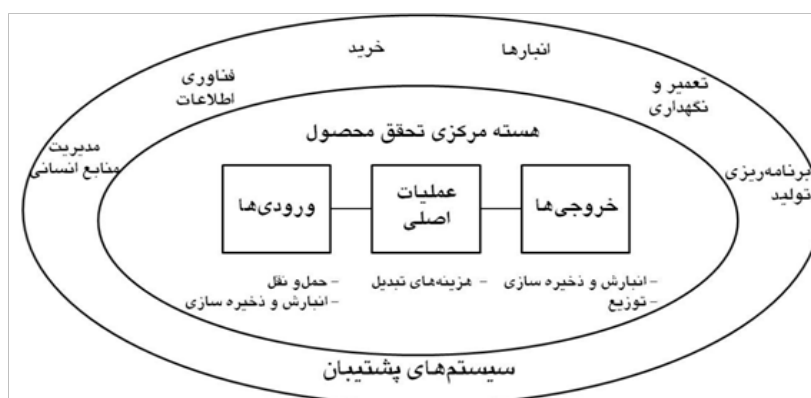 انبارها
خرید
تعمیر و
نگهداری
فناوری
اطلاعات
هسته مرکزی تحقق محصول
مدیریت
منابع انسانی
برنامه‌ریزی
تولید
ورودی‌ها
عملیات
اصلی
خروجی‌ها
- حمل‌و نقل
- انبارش و ذخیره سازی
- هزینه‌های تبدیل
- انبارش و ذخیره سازی
- توزیع
سیستم‌های پشتیبان